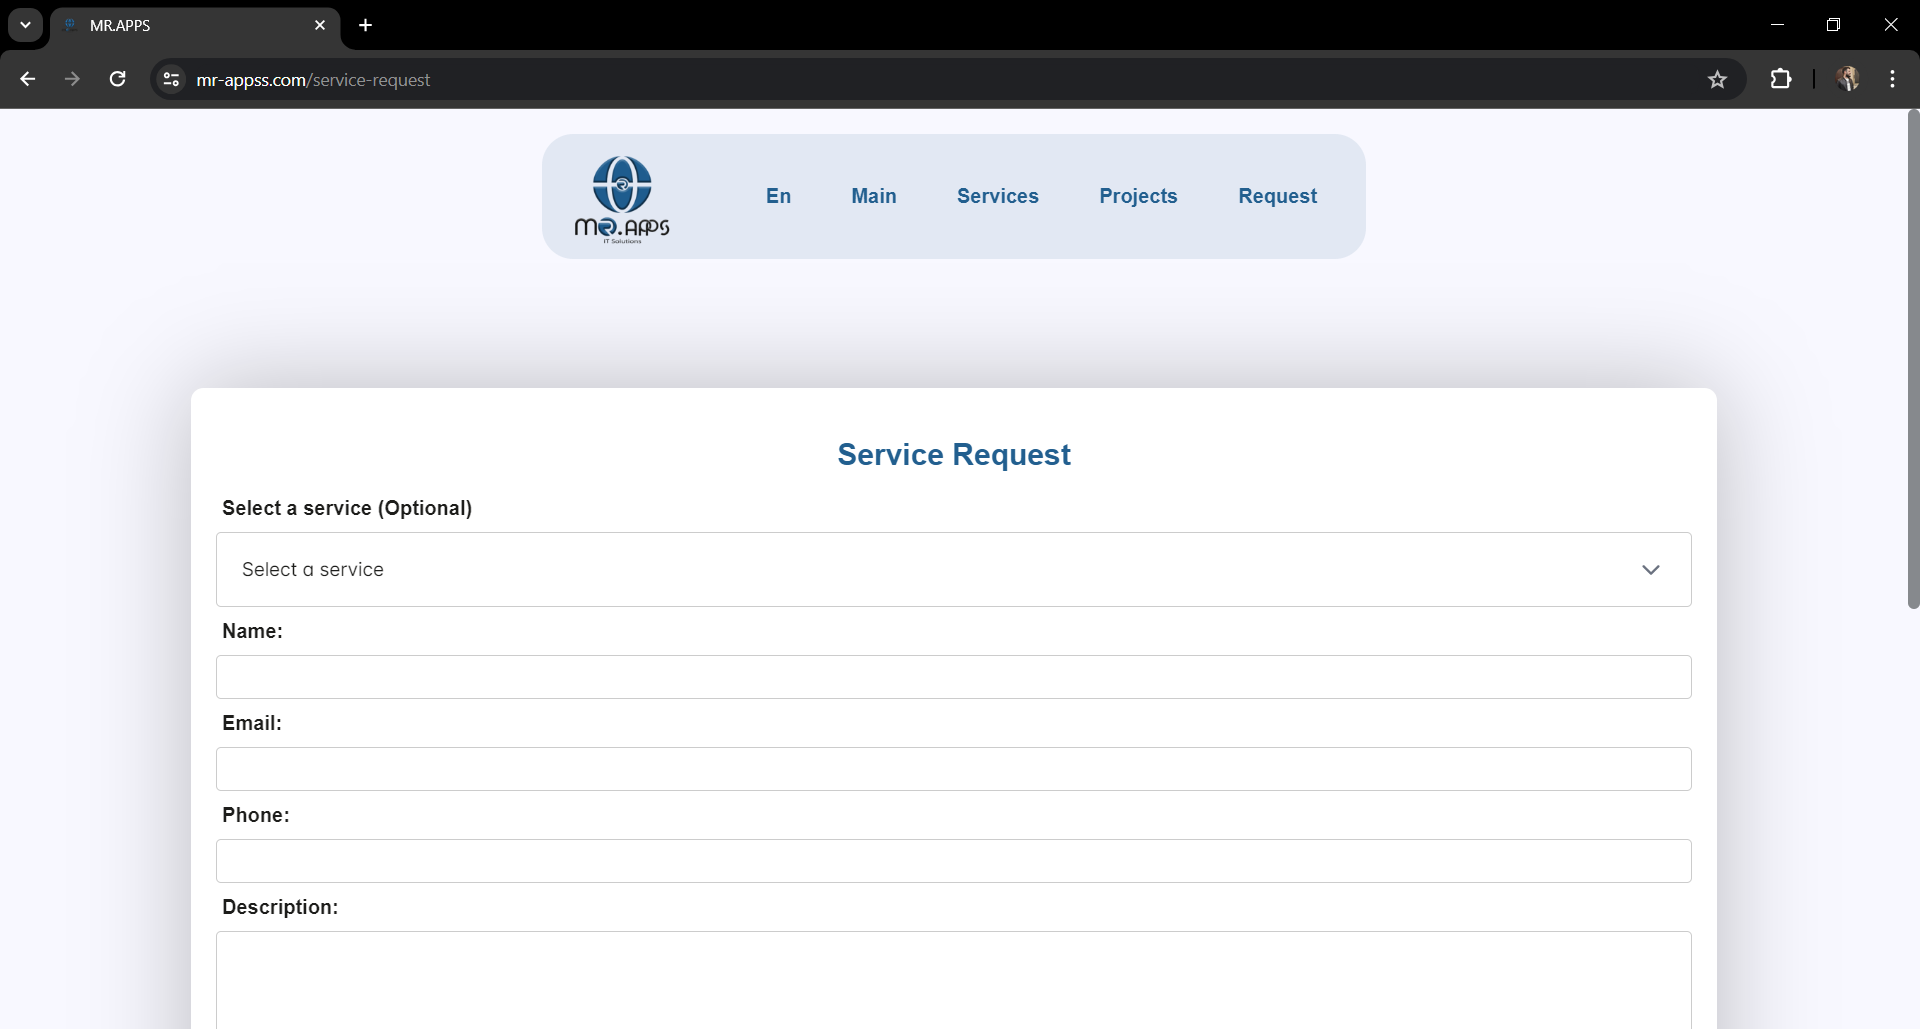 MR.APPS
mr-appss.com/service-request
MR.APPS
IT Solutions
En
Main
Services
Projects
Request
Service Request
Select a service (Optional)
Select a service
Name:
Email:
Phone:
Description: